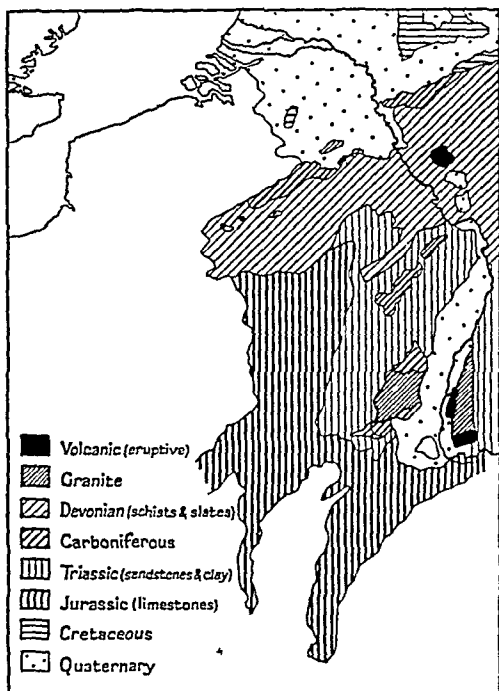 Volcanic (eruptive)
Granite
Devonian (schists & slates)
Carboniferous
Triassic (sandstones & clay)
Jurassic (limestones)
Cretaceous
Quaternary